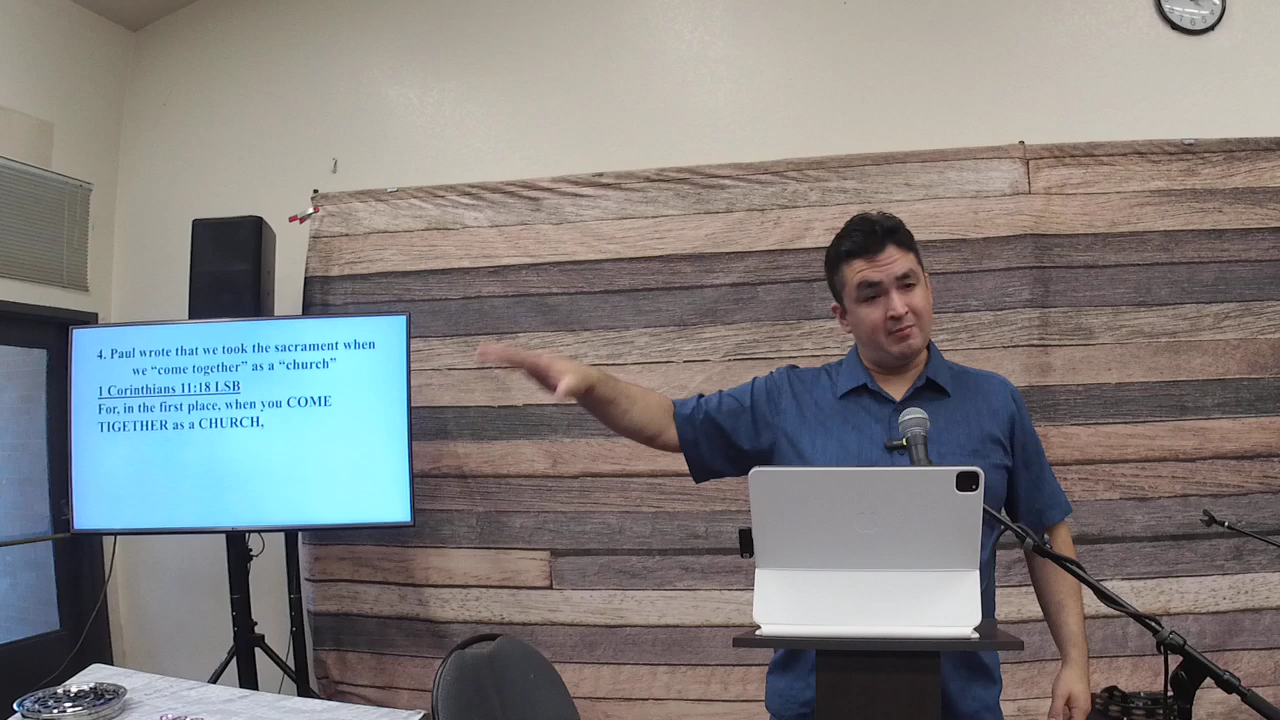 4. Paul wrote that we took the sacrament when
we “come together” as a “church”
1 Corinthians 11:18 LSB
For, in the first place, when you COME
TIGETHER as a CHURCH,